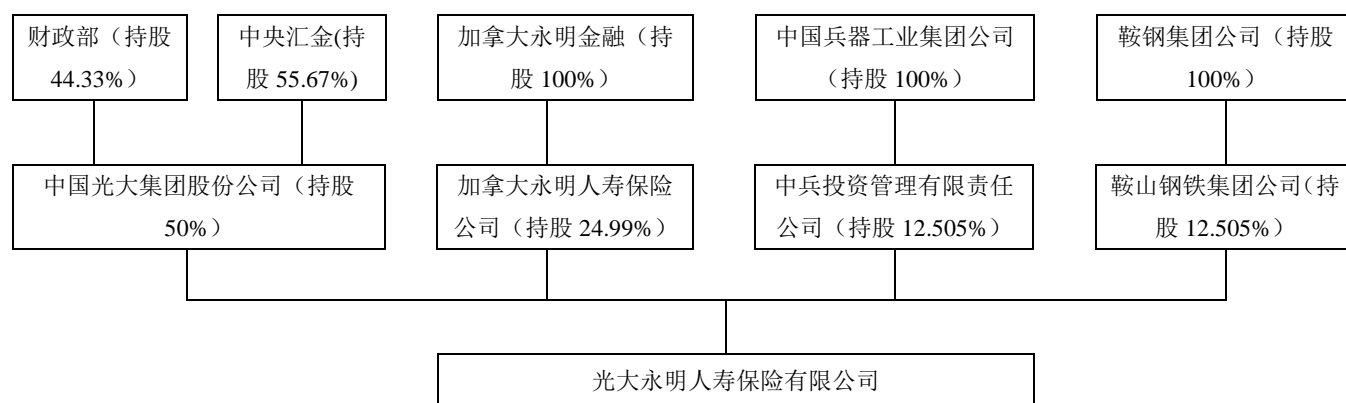 财政部（持股
44.33%）
中央汇金(持
股 55.67%)
加拿大永明金融（持
股 100%）
中国兵器工业集团公司
（持股 100%）
鞍钢集团公司（持股
100%）
中国光大集团股份公司（持股
50%）
加拿大永明人寿保险
公司（持股 24.99%）
中兵投资管理有限责任
公司（持股 12.505%）
鞍山钢铁集团公司（持
股 12.505%）
光大永明人寿保险有限公司